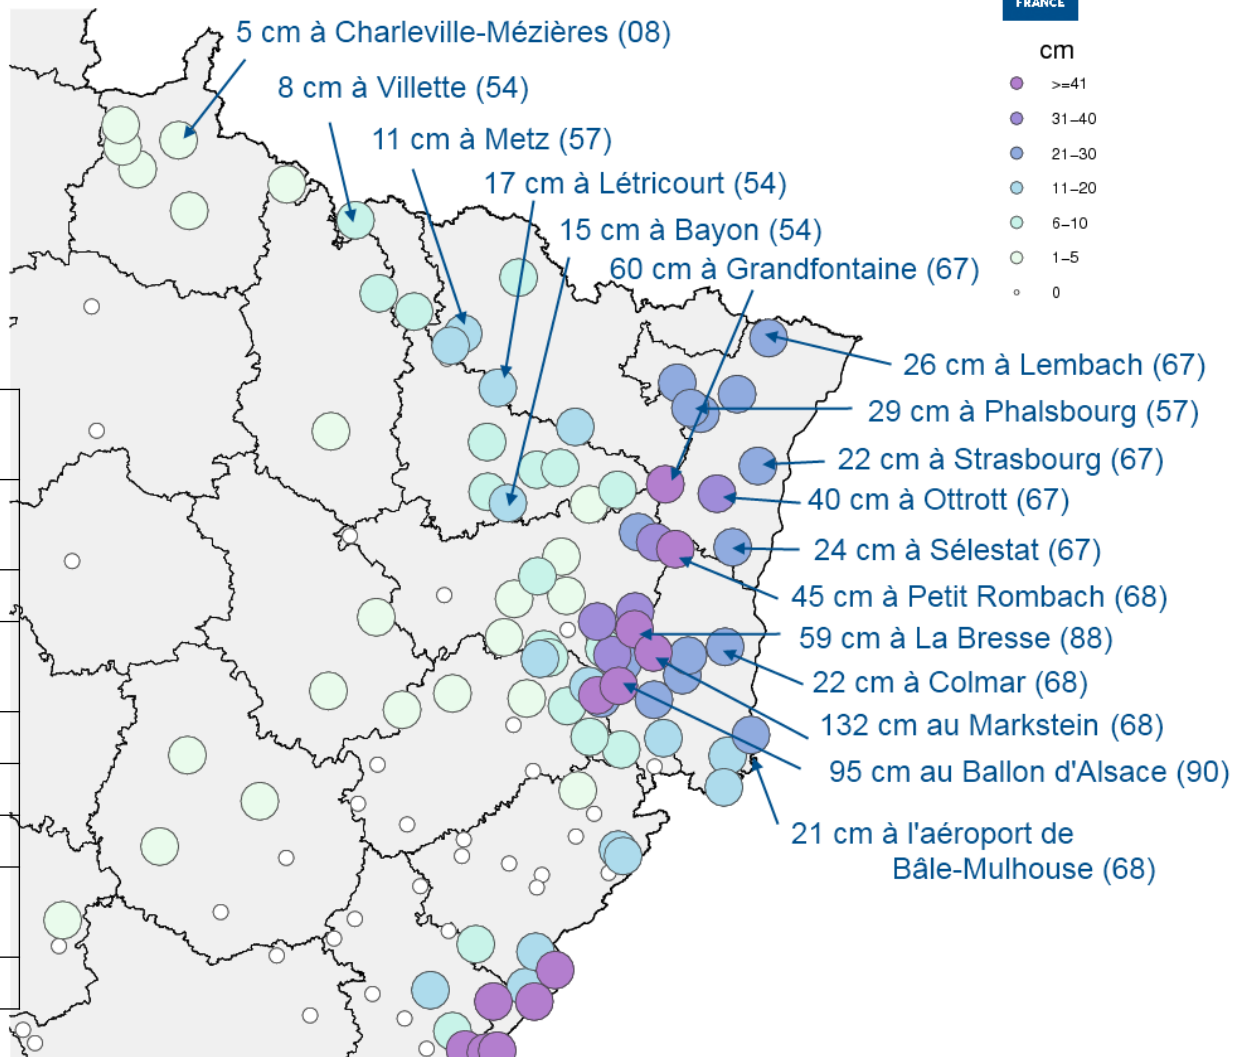 FRANCE
5 cm à Charleville-Mézières (08)
8 cm à Villette (54)
11 cm à Metz (57)
17 cm à Létricourt (54)
15 cm à Bayon (54)
60 cm à Grandfontaine (67)
cm
>=41
31–40
21–30
11–20
6–10
1–5
0
26 cm à Lembach (67)
29 cm à Phalsbourg (57)
22 cm à Strasbourg (67)
40 cm à Ottrott (67)
24 cm à Sélestat (67)
45 cm à Petit Rombach (68)
59 cm à La Bresse (88)
22 cm à Colmar (68)
132 cm au Markstein (68)
95 cm au Ballon d'Alsace (90)
21 cm à l'aéroport de
Bâle-Mulhouse (68)